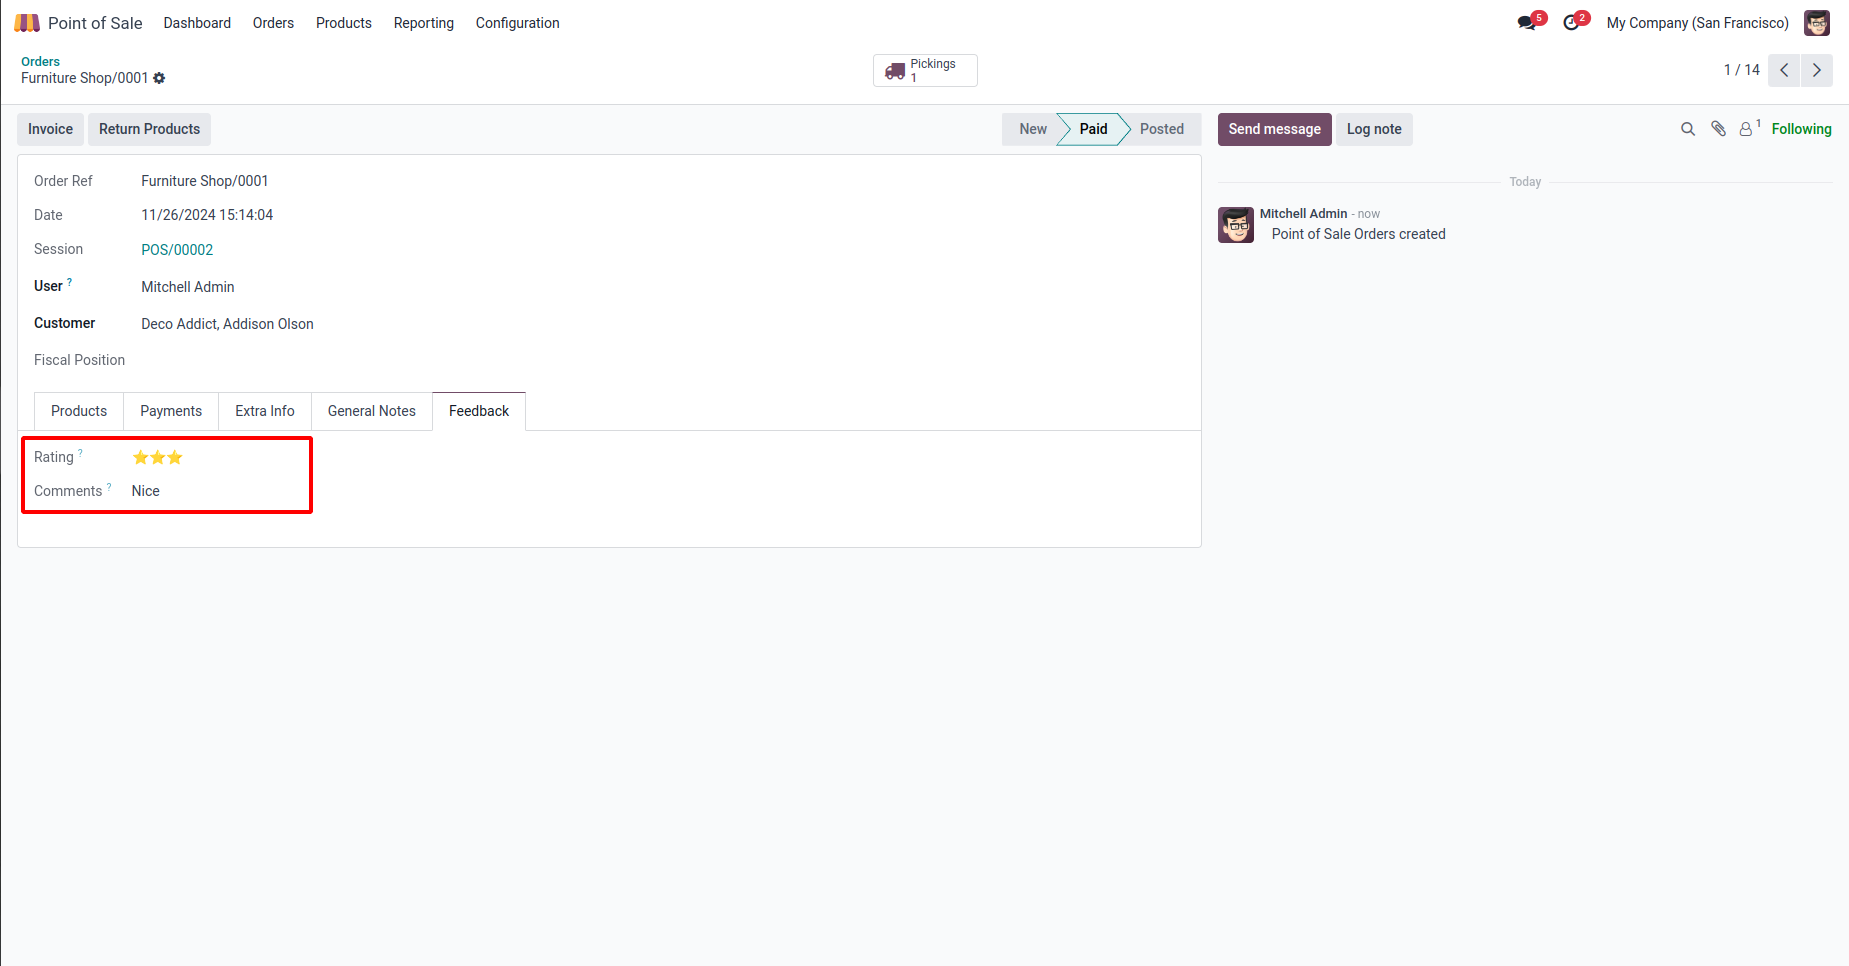 Point of Sale Dashboard Orders Products Reporting Configuration 5 2 My Company (San Francisco)
Orders
Furniture Shop/0001
Pickings
1
1 / 14
Invoice Return Products New Paid Posted Send message Log note 1 Following
Order Ref Furniture Shop/0001
Date 11/26/2024 15:14:04
Session POS/00002
User ? Mitchell Admin
Customer Deco Addict, Addison Olson
Fiscal Position
Today
Mitchell Admin - now
Point of Sale Orders created
Products Payments Extra Info General Notes Feedback
Rating ? ⭐⭐⭐
Comments ? Nice